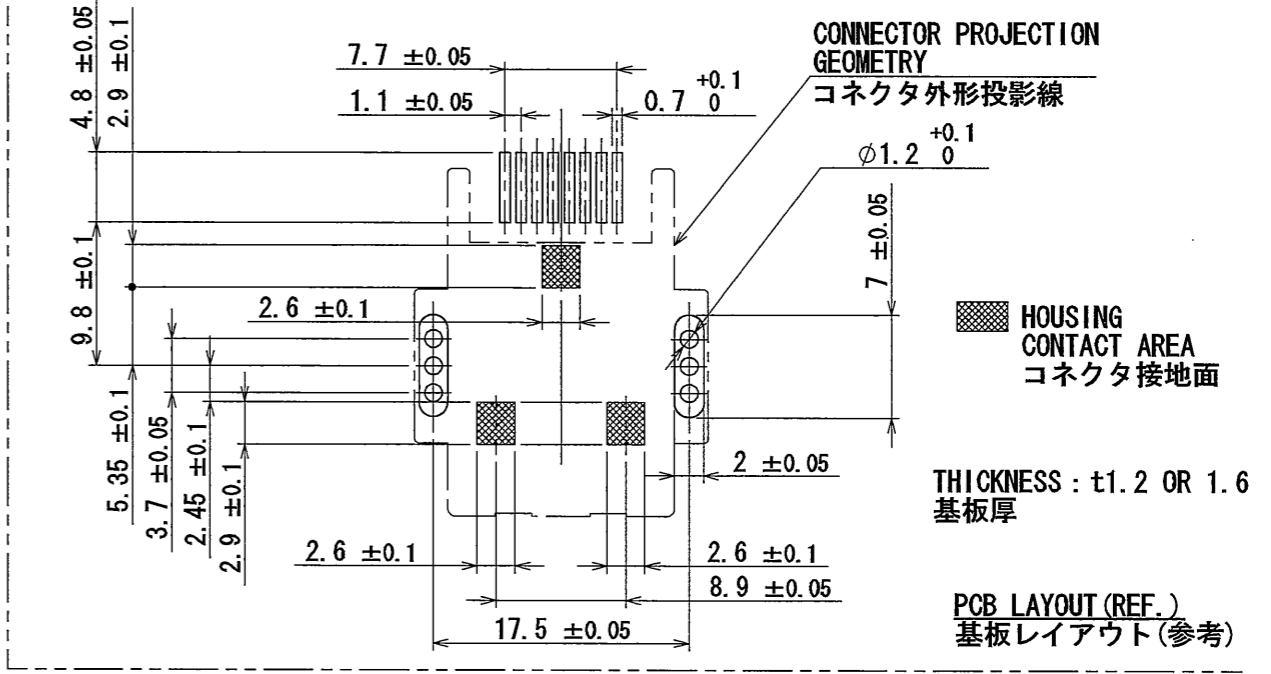 4.8 ±0.05
2.9 ±0.1
7.7 ±0.05
1.1 ±0.05
0.7 +0.1 0
CONNECTOR PROJECTION
GEOMETRY
コネクタ外形投影線
∅1.2 +0.1 0
7 ±0.05
9.8 ±0.1
2.6 ±0.1
HOUSING
CONTACT AREA
コネクタ接地面
5.35 ±0.1
3.7 ±0.05
2.45 ±0.1
2.9 ±0.1
2 ±0.05
THICKNESS : t1.2 OR 1.6
基板厚
2.6 ±0.1
2.6 ±0.1
8.9 ±0.05
17.5 ±0.05
PCB LAYOUT(REF.)
基板レイアウト(参考)